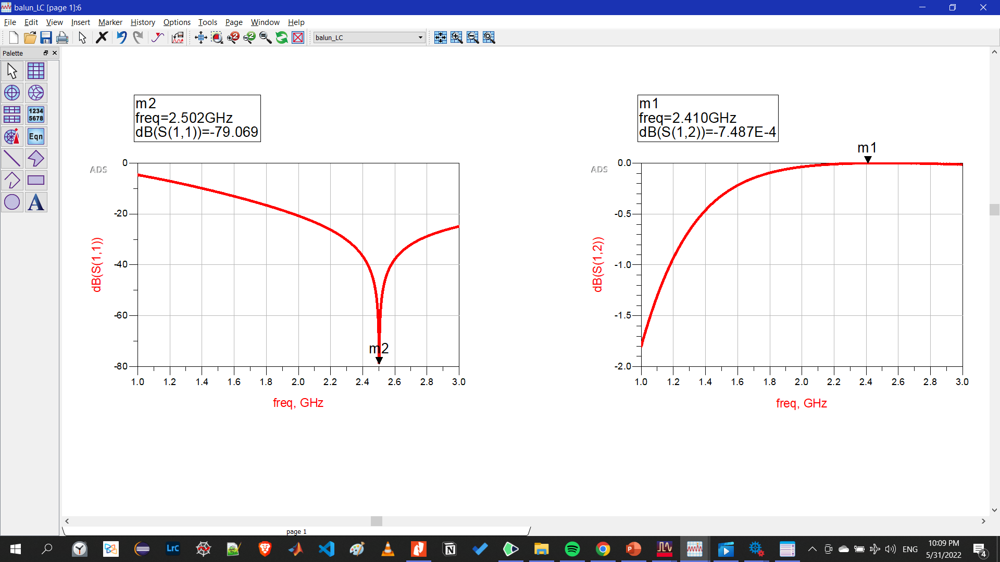 balun_LC [page 1]:6
File Edit View Insert Marker History Options Tools Page Window Help
balun_LC
Palette
1234
5678
Eqn
A
m2
freq=2.502GHz
dB(S(1,1))=-79.069
ADS
0
-20
-40
-60
-80
dB(S(1,1))
m2
1.0 1.2 1.4 1.6 1.8 2.0 2.2 2.4 2.6 2.8 3.0
freq, GHz
m1
freq=2.410GHz
dB(S(1,2))=-7.487E-4
m1
ADS
0.0
-0.5
-1.0
-1.5
-2.0
dB(S(1,2))
1.0 1.2 1.4 1.6 1.8 2.0 2.2 2.4 2.6 2.8 3.0
freq, GHz
page 1
Lrc
ENG
10:09 PM
5/31/2022
4